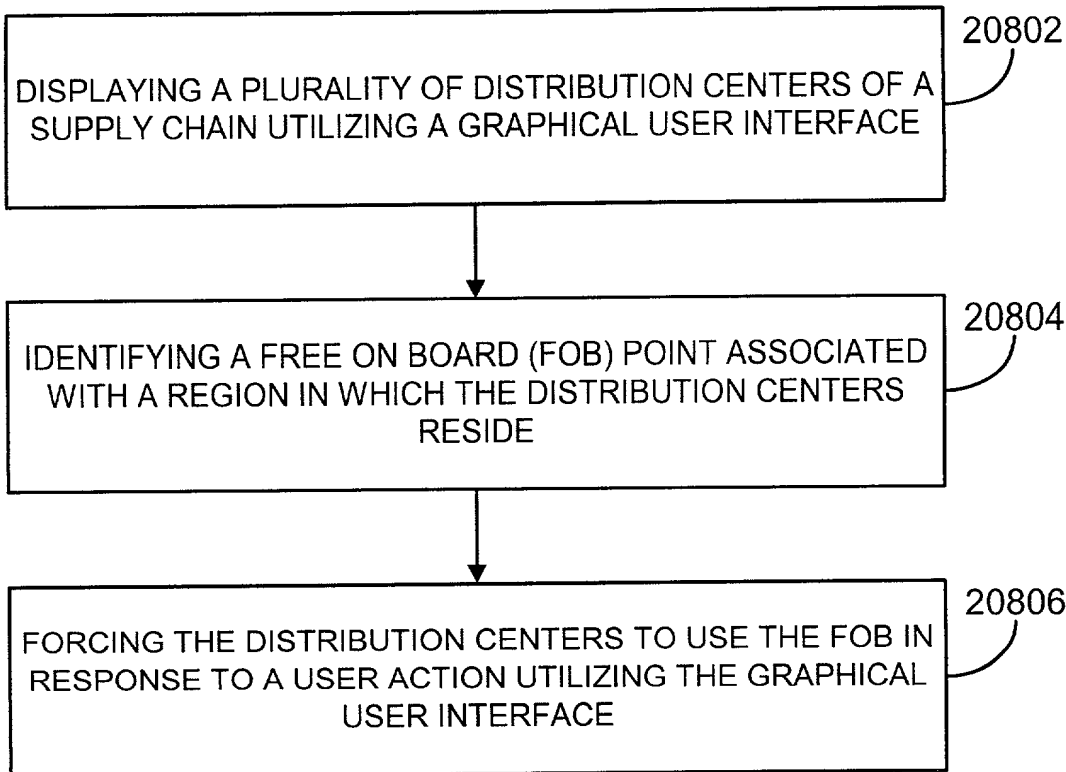 20802
DISPLAYING A PLURALITY OF DISTRIBUTION CENTERS OF A
SUPPLY CHAIN UTILIZING A GRAPHICAL USER INTERFACE
20804
IDENTIFYING A FREE ON BOARD (FOB) POINT ASSOCIATED
WITH A REGION IN WHICH THE DISTRIBUTION CENTERS
RESIDE
20806
FORCING THE DISTRIBUTION CENTERS TO USE THE FOB IN
RESPONSE TO A USER ACTION UTILIZING THE GRAPHICAL
USER INTERFACE